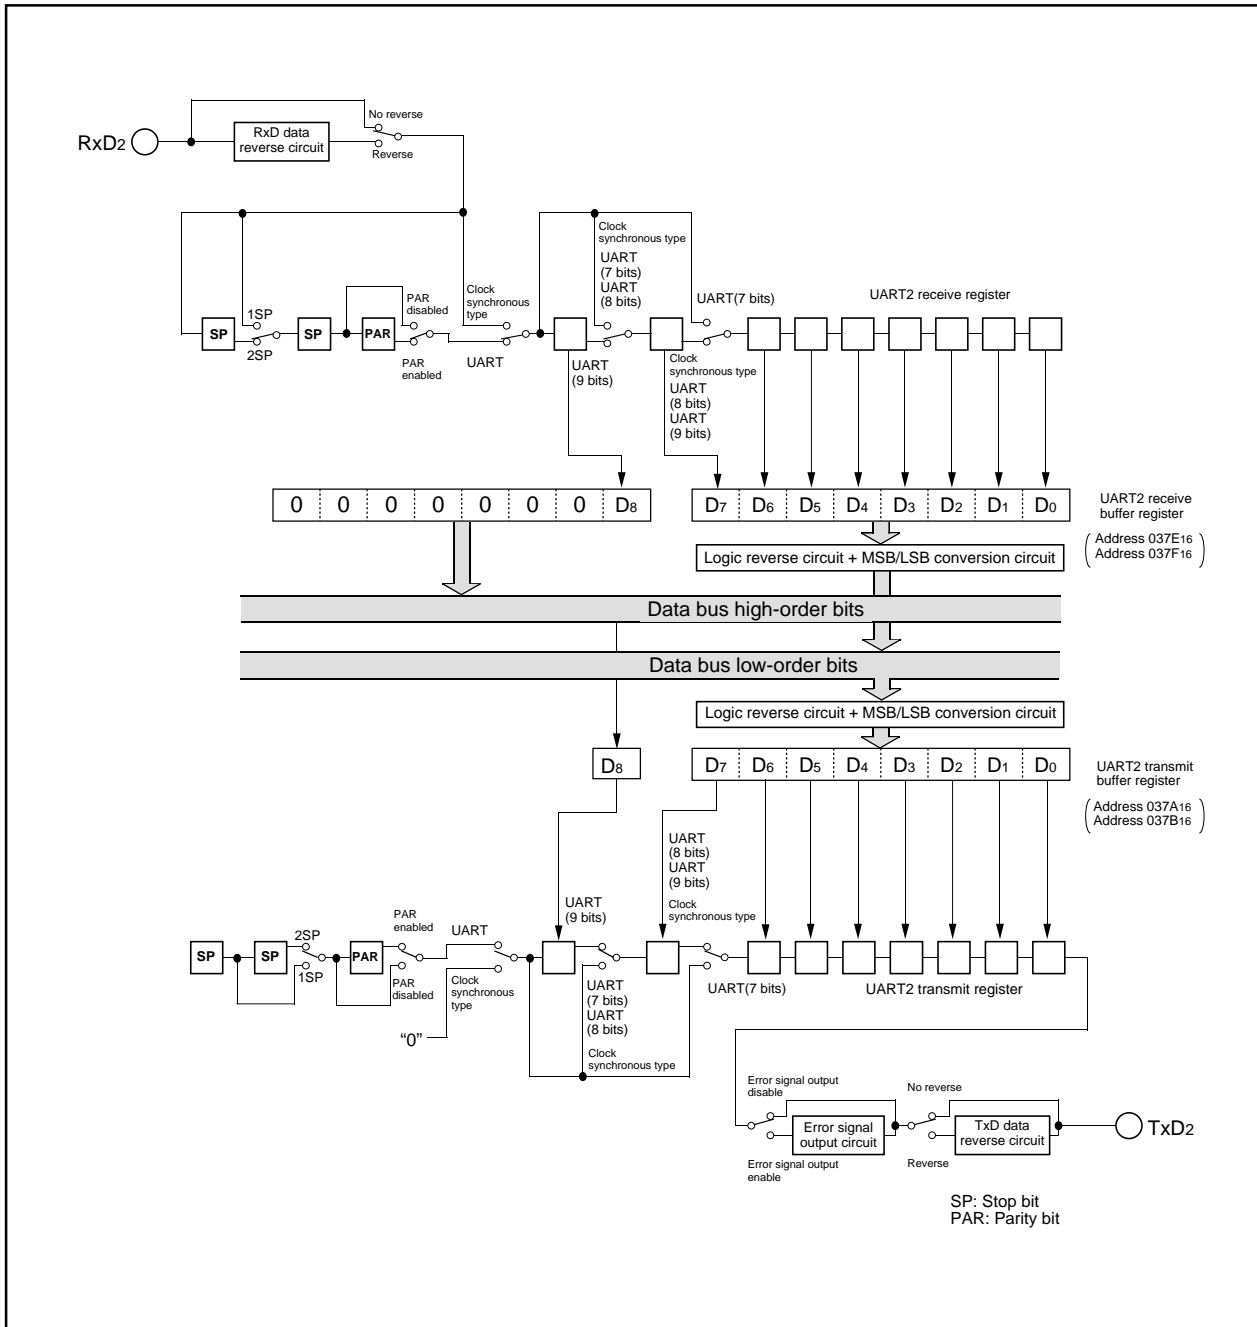 No reverse
RxD2
RxD data
reverse circuit
Reverse
Clock
synchronous type
UART
(7 bits)
UART
(8 bits)
PAR
disabled
Clock
synchronous
type
UART(7 bits)
UART2 receive register
1SP
SP
SP
PAR
2SP
PAR
enabled
UART
UART
(9 bits)
Clock
synchronous type
UART
(8 bits)
UART
(9 bits)
0 0 0 0 0 0 0 D8
D7 D6 D5 D4 D3 D2 D1 D0
UART2 receive
buffer register
Address 037E16
Address 037F16
Logic reverse circuit + MSB/LSB conversion circuit
Data bus high-order bits
Data bus low-order bits
Logic reverse circuit + MSB/LSB conversion circuit
D8
D7 D6 D5 D4 D3 D2 D1 D0
UART2 transmit
buffer register
Address 037A16
Address 037B16
UART
(8 bits)
UART
(9 bits)
Clock
synchronous type
UART
(9 bits)
PAR
enabled
UART
2SP
SP
SP
PAR
1SP
PAR
disabled
Clock
synchronous
type
"0"
UART
(7 bits)
UART
(8 bits)
Clock
synchronous type
UART(7 bits)
UART2 transmit register
Error signal output
disable
No reverse
Error signal
output circuit
TxD data
reverse circuit
TxD2
Error signal output
enable
Reverse
SP: Stop bit
PAR: Parity bit